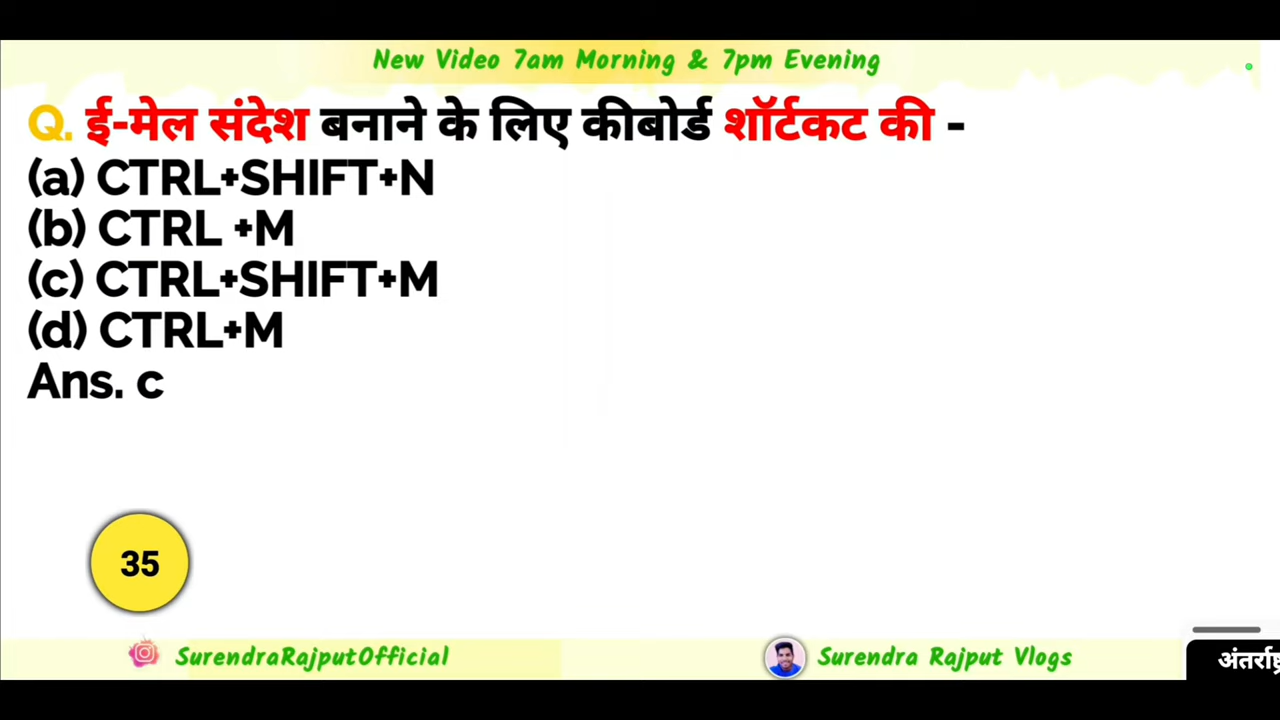 New Video 7am Morning & 7pm Evening
Q. ई-मेल संदेश बनाने के लिए कीबोर्ड शॉर्टकट की -
(a) CTRL+SHIFT+N
(b) CTRL +M
(c) CTRL+SHIFT+M
(d) CTRL+M
Ans. c
35
SurendraRajputOfficial
Surendra Rajput Vlogs